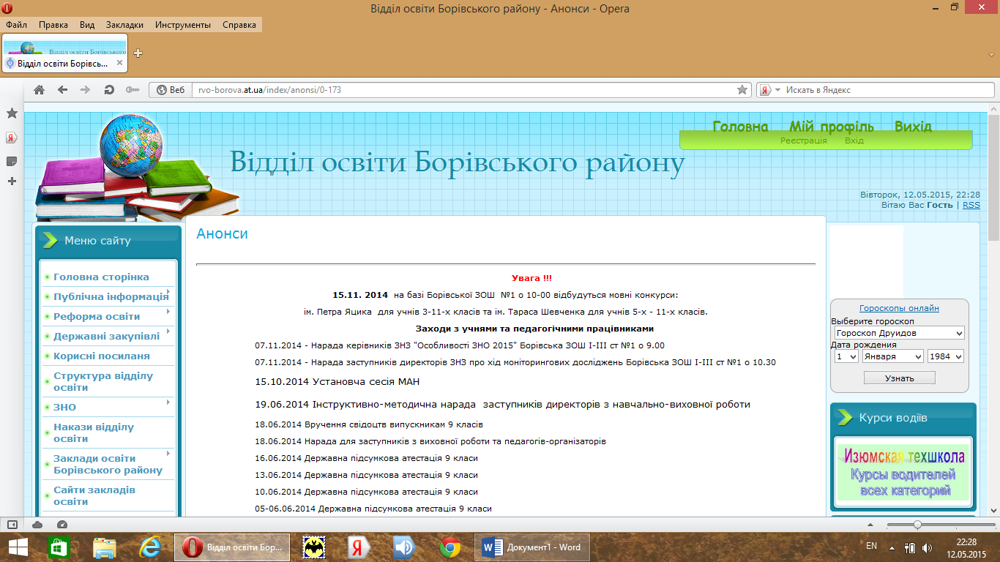 Відділ освіти Борівського району - Анонси - Opera
Файл Правка Вид Закладки Инструменты Справка
Відділ освіти Борівського
Відділ освіти Борівсь...
Веб rvo-borova.at.ua/index/anonsi/0-173 Искать в Яндекс
Головна Мій профіль Вихід
Реєстрація Вхід
Відділ освіти Борівського району
Вівторок, 12.05.2015, 22:28
Вітаю Вас Гость | RSS
Меню сайту
Головна сторінка
Публічна інформація
Реформа освіти
Державні закупівлі
Корисні посиланя
Структура відділу
освіти
ЗНО
Накази відділу
освіти
Заклади освіти
Борівського району
Сайти закладів
освіти
Анонси
Увага !!!
15.11. 2014 на базі Борівської ЗОШ №1 о 10-00 відбудуться мовні конкурси:
ім. Петра Яцика для учнів 3-11-х класів та ім. Тараса Шевченка для учнів 5-х - 11-х класів.
Заходи з учнями та педагогічними працівниками
07.11.2014 - Нарада керівників ЗНЗ "Особливості ЗНО 2015" Борівська ЗОШ І-ІІІ ст №1 о 9.00
07.11.2014 - Нарада заступників директорів ЗНЗ про хід моніторингових досліджень Борівська ЗОШ І-ІІІ ст №1 о 10.30
15.10.2014 Установча сесія МАН
19.06.2014 Інструктивно-методична нарада заступників директорів з навчально-виховної роботи
18.06.2014 Вручення свідоцтв випускникам 9 класів
18.06.2014 Нарада для заступників з виховної роботи та педагогів-організаторів
16.06.2014 Державна підсумкова атестація 9 класи
13.06.2014 Державна підсумкова атестація 9 класи
10.06.2014 Державна підсумкова атестація 9 класи
05-06.06.2014 Державна підсумкова атестація 9 класи
Гороскопы онлайн
Выберите гороскоп
Гороскоп Друидов
Дата рождения
1 Января 1984
Узнать
Курси водіїв
Изюмская техшкола
Курсы водителей
всех категорий
Відділ освіти Бор... Документ1 - Word EN 22:28
12.05.2015